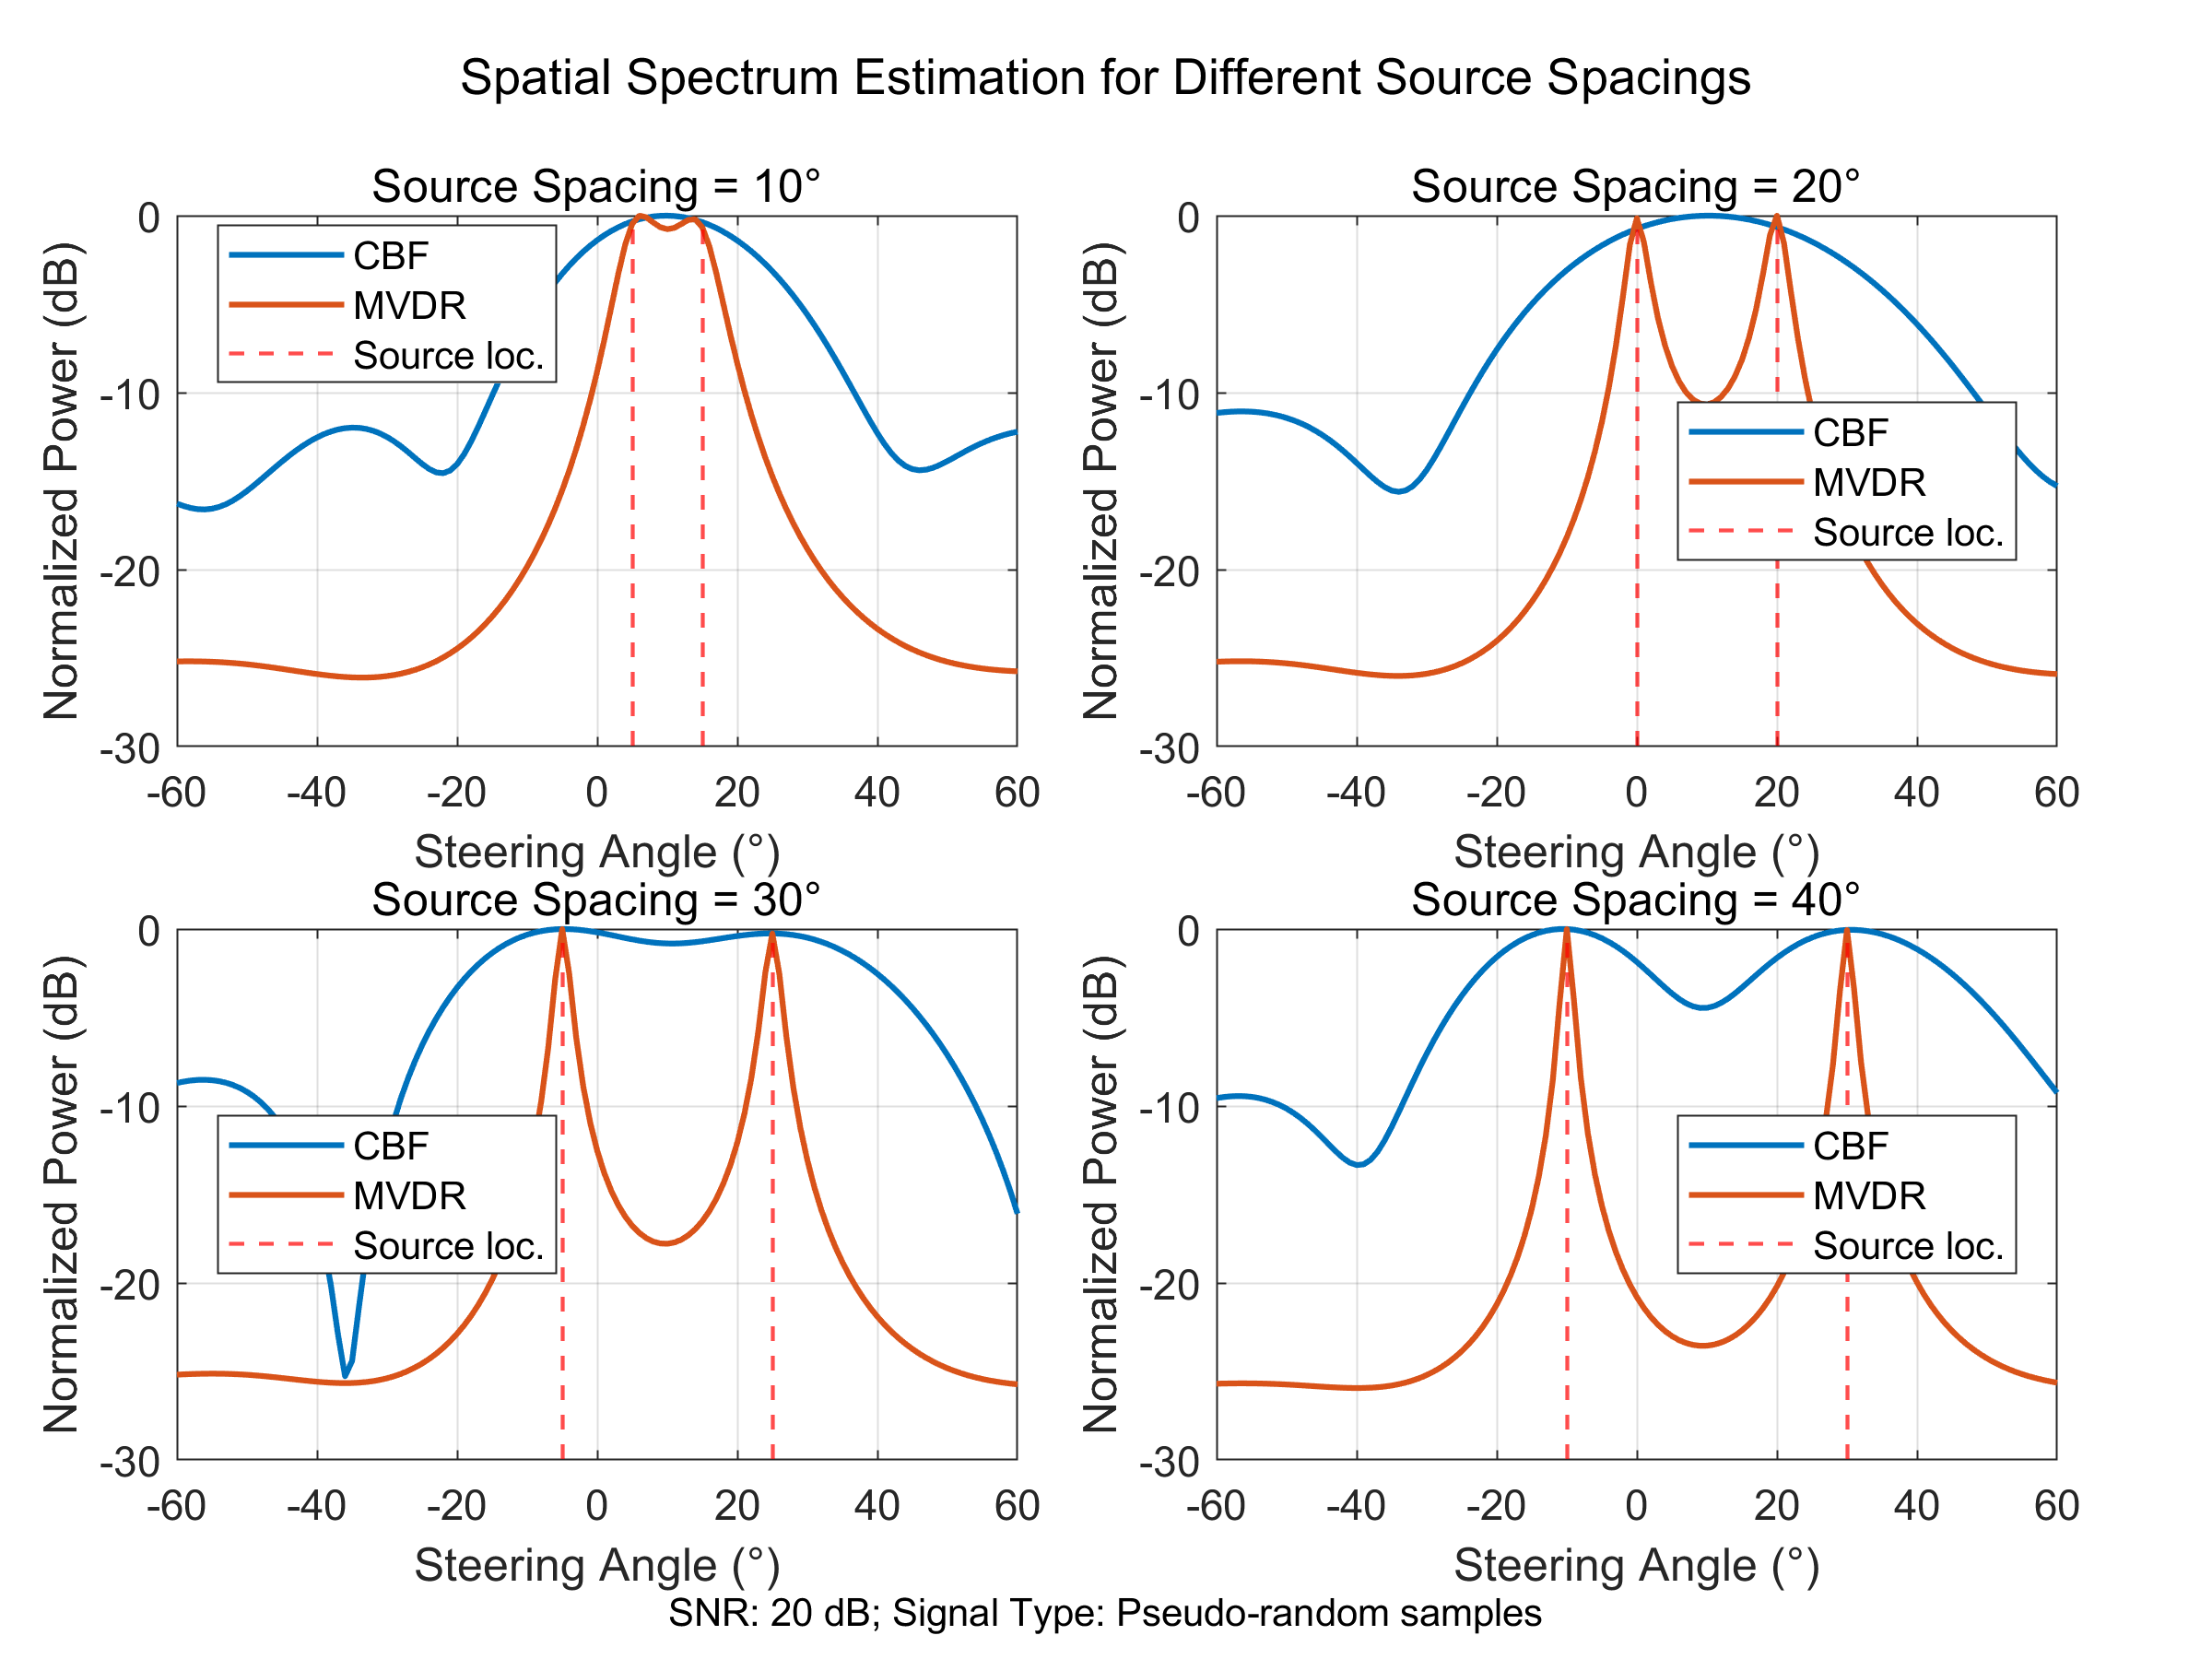 Spatial Spectrum Estimation for Different Source Spacings
Source Spacing = 10°
Normalized Power (dB)
0
-10
-20
-30
CBF
MVDR
Source loc.
-60 -40 -20 0 20 40 60
Steering Angle (°)
Source Spacing = 20°
Normalized Power (dB)
0
-10
-20
-30
CBF
MVDR
Source loc.
-60 -40 -20 0 20 40 60
Steering Angle (°)
Source Spacing = 30°
Normalized Power (dB)
0
-10
-20
-30
CBF
MVDR
Source loc.
-60 -40 -20 0 20 40 60
Steering Angle (°)
Source Spacing = 40°
Normalized Power (dB)
0
-10
-20
-30
CBF
MVDR
Source loc.
-60 -40 -20 0 20 40 60
Steering Angle (°)
SNR: 20 dB; Signal Type: Pseudo-random samples